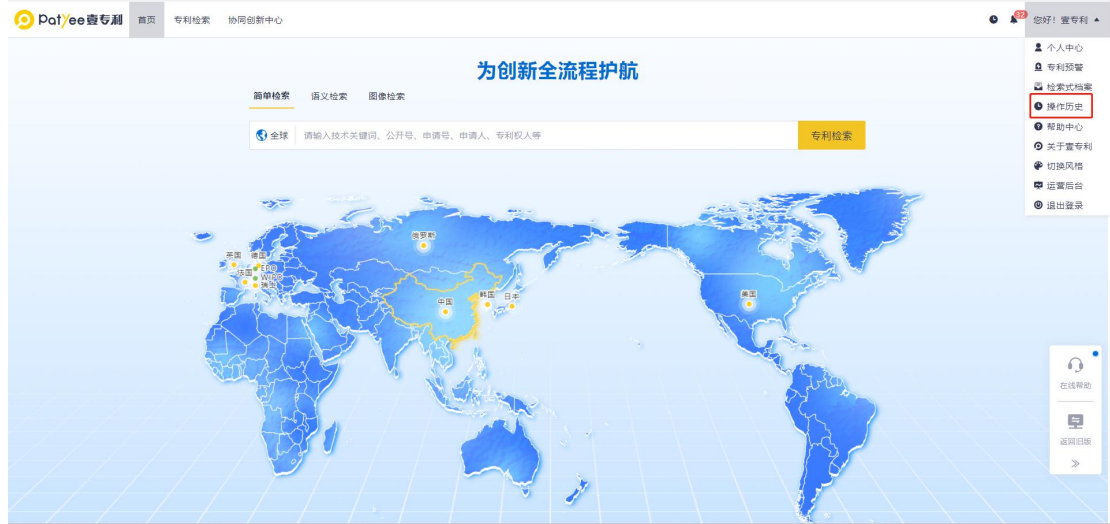 Patyee壹专利 首页 专利检索 协同创新中心 52 您好！壹专利
个人中心
专利预警
检索式档案
操作历史
帮助中心
关于壹专利
切换风格
运营后台
退出登录
为创新全流程护航
简单检索 语义检索 图像检索
全球 请输入技术关键词、公开号、申请号、申请人、专利权人等 专利检索
俄罗斯
英国 德国
法国 EPO
WIPO
瑞士
中国 韩国 日本
美国
在线帮助
返回旧版